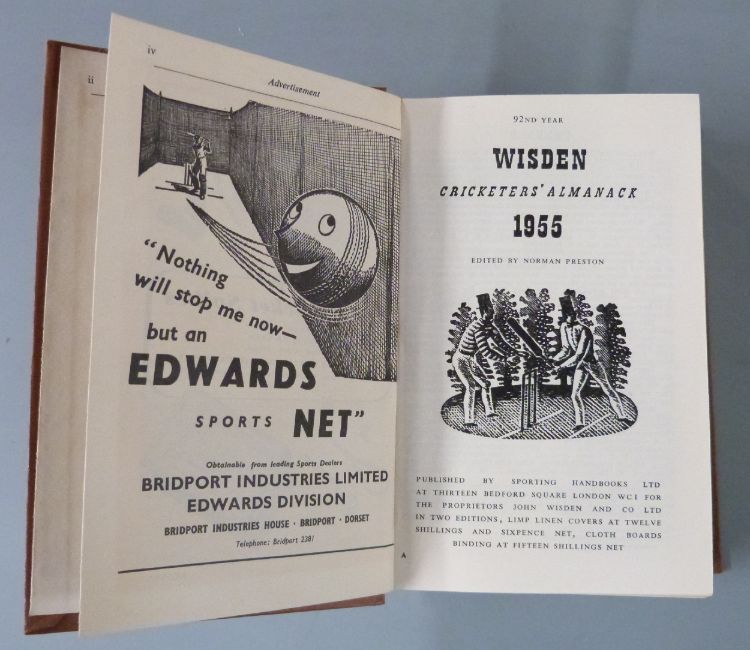 ii
iv
Advertisement
"Nothing
will stop me now—
but an
EDWARDS
SPORTS NET"
Obtainable from leading Sports Dealers
BRIDPORT INDUSTRIES LIMITED
EDWARDS DIVISION
BRIDPORT INDUSTRIES HOUSE · BRIDPORT · DORSET
Telephone: Bridport 2381
92ND YEAR
WISDEN
CRICKETERS' ALMANACK
1955
EDITED BY NORMAN PRESTON
PUBLISHED BY SPORTING HANDBOOKS LTD
AT THIRTEEN BEDFORD SQUARE LONDON WC1 FOR
THE PROPRIETORS JOHN WISDEN AND CO LTD
IN TWO EDITIONS, LIMP LINEN COVERS AT TWELVE
SHILLINGS AND SIXPENCE NET, CLOTH BOARDS
BINDING AT FIFTEEN SHILLINGS NET
A